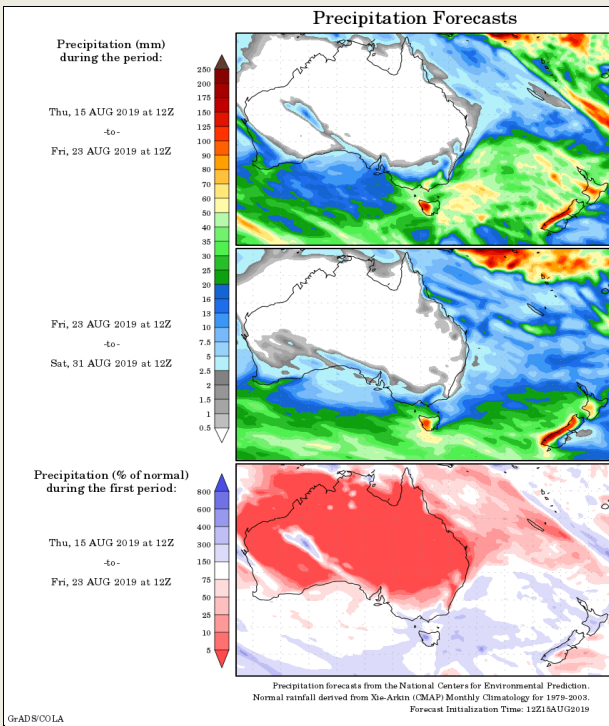 Precipitation Forecasts
Precipitation (mm)
during the period:
Thu, 15 AUG 2019 at 12Z
-to-
Fri, 23 AUG 2019 at 12Z
250
200
175
150
125
100
90
80
70
60
50
40
35
30
25
20
16
13
10
7.5
5
2.5
2
1.5
1
0.5
Fri, 23 AUG 2019 at 12Z
-to-
Sat, 31 AUG 2019 at 12Z
Precipitation (% of normal)
during the first period:
Thu, 15 AUG 2019 at 12Z
-to-
Fri, 23 AUG 2019 at 12Z
800
600
400
300
150
75
50
25
10
5
Precipitation forecasts from the National Centers for Environmental Prediction.
Normal rainfall derived from Xie-Arkin (CMAP) Monthly Climatology for 1979-2003.
Forecast Initialization Time: 12Z15AUG2019
GrADS/COLA